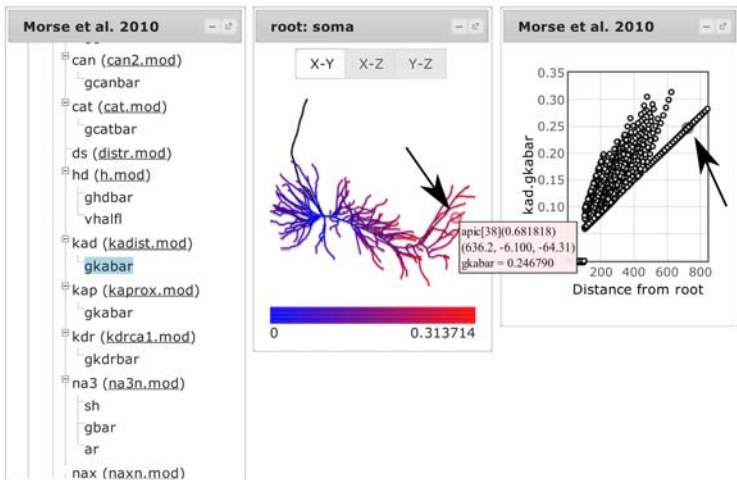 Morse et al. 2010
can (can2.mod)
gcanbar
cat (cat.mod)
gcatbar
ds (distr.mod)
hd (h.mod)
ghdbar
vhalfl
kad (kadist.mod)
gkabar
kap (kaprox.mod)
gkabar
kdr (kdrca1.mod)
gkdrbar
na3 (na3n.mod)
sh
gbar
ar
nax (naxn.mod)
root: soma
X-Y X-Z Y-Z
apic[38](0.681818)
(636.2, -6.100, -64.31)
gkabar = 0.246790
0 0.313714
Morse et al. 2010
kad.gkabar
0.35
0.30
0.25
0.20
0.10
200 400 600 800
Distance from root